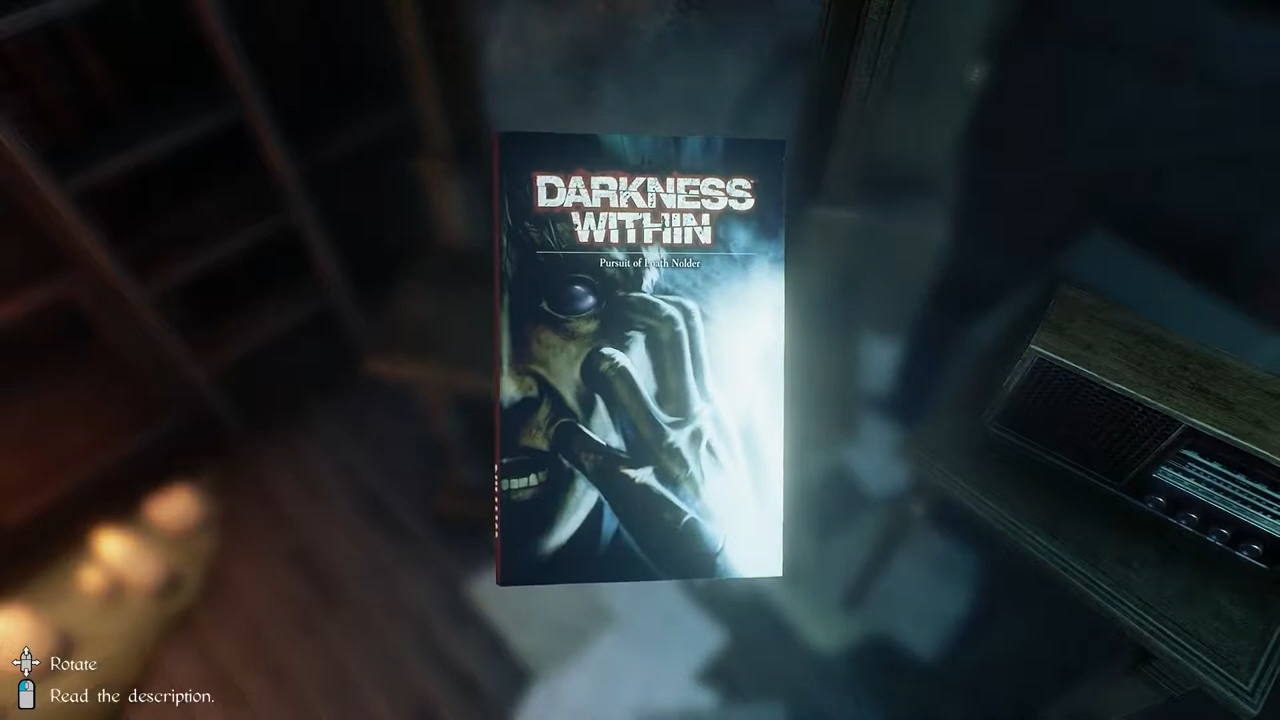 DARKNESS
WITHIN
Pursuit of Loath Nolder
Rotate
Read the description.